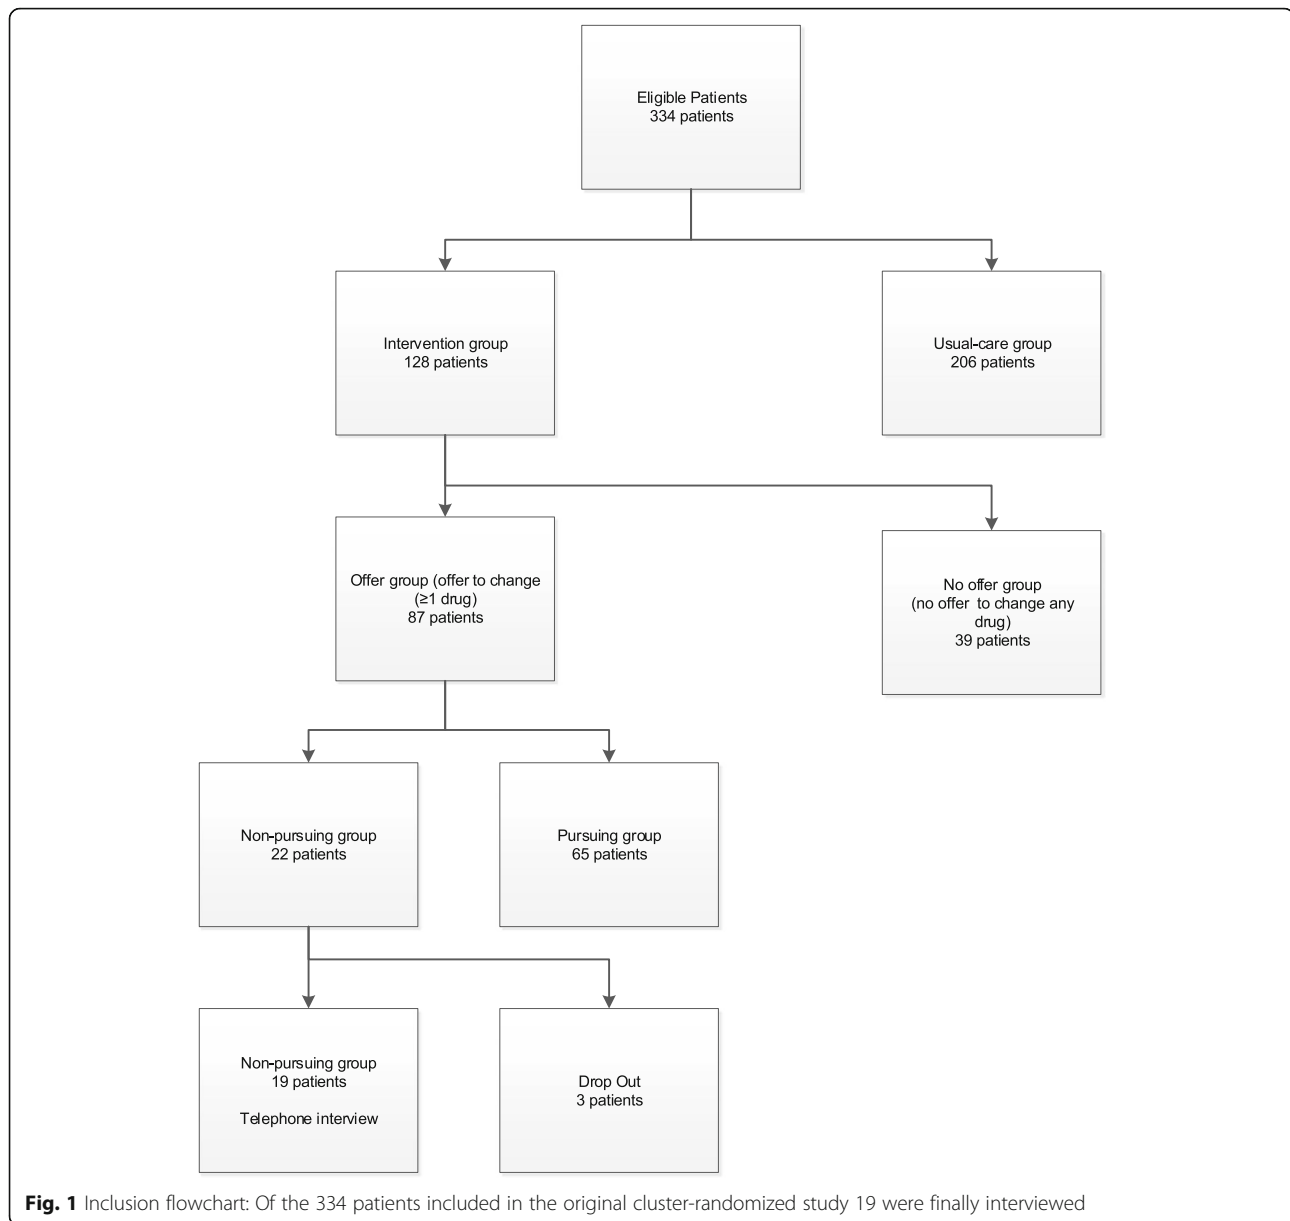 Eligible Patients
334 patients
Intervention group
128 patients
Usual-care group
206 patients
Offer group (offer to change
(≥1 drug)
87 patients
No offer group
(no offer to change any
drug)
39 patients
Non-pursuing group
22 patients
Pursuing group
65 patients
Non-pursuing group
19 patients
Telephone interview
Drop Out
3 patients
Fig. 1 Inclusion flowchart: Of the 334 patients included in the original cluster-randomized study 19 were finally interviewed